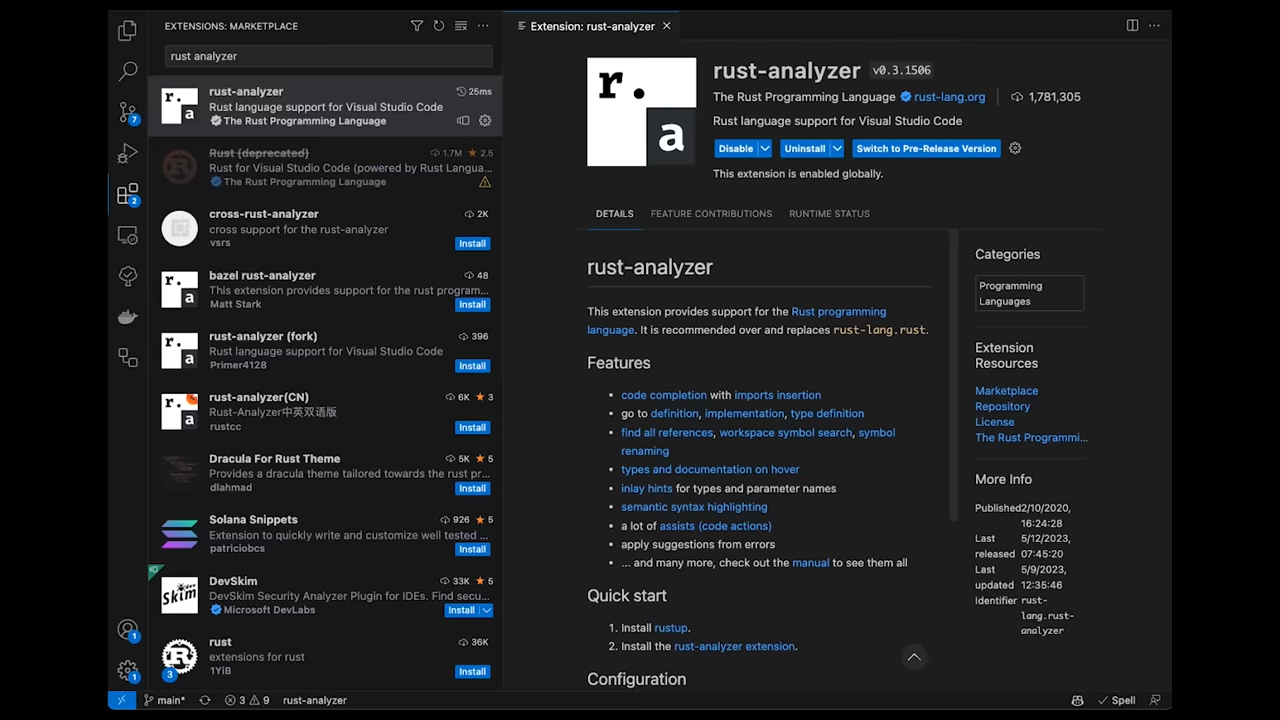 EXTENSIONS: MARKETPLACE
rust analyzer
rust-analyzer
25ms
Rust language support for Visual Studio Code
The Rust Programming Language
Rust (deprecated)
1.7M
2.5
Rust for Visual Studio Code (powered by Rust Langua...
The Rust Programming Language
cross-rust-analyzer
2K
cross support for the rust-analyzer
vsrs
Install
bazel rust-analyzer
48
This extension provides support for the rust program...
Matt Stark
Install
rust-analyzer (fork)
396
Rust language support for Visual Studio Code
Primer4128
Install
rust-analyzer(CN)
6K
3
Rust-Analyzer中英双语版
rustcc
Install
Dracula For Rust Theme
5K
5
Provides a dracula theme tailored towards the rust pr...
dlahmad
Install
Solana Snippets
926
5
Extension to quickly write and customize well tested ...
patriciobcs
Install
DevSkim
33K
5
DevSkim Security Analyzer Plugin for IDEs. Find secu...
Microsoft DevLabs
Install
rust
36K
extensions for rust
1YiB
Install
7
2
1
1
3
r.
a
r.
a
r.
a
r.
a
Skim
R
Extension: rust-analyzer
r.
a
rust-analyzer
v0.3.1506
The Rust Programming Language
rust-lang.org
1,781,305
Rust language support for Visual Studio Code
Disable
Uninstall
Switch to Pre-Release Version
This extension is enabled globally.
DETAILS
FEATURE CONTRIBUTIONS
RUNTIME STATUS
rust-analyzer
This extension provides support for the Rust programming
language. It is recommended over and replaces rust-lang.rust.
Features
• code completion with imports insertion
• go to definition, implementation, type definition
• find all references, workspace symbol search, symbol
renaming
• types and documentation on hover
• inlay hints for types and parameter names
• semantic syntax highlighting
• a lot of assists (code actions)
• apply suggestions from errors
• ... and many more, check out the manual to see them all
Quick start
1. Install rustup.
2. Install the rust-analyzer extension.
Configuration
Categories
Programming
Languages
Extension
Resources
Marketplace
Repository
License
The Rust Programmi...
More Info
Published 2/10/2020,
16:24:28
Last 5/12/2023,
released 07:45:20
Last 5/9/2023,
updated 12:35:46
Identifier rust-
lang.rust-
analyzer
main*
3
9
rust-analyzer
Spell